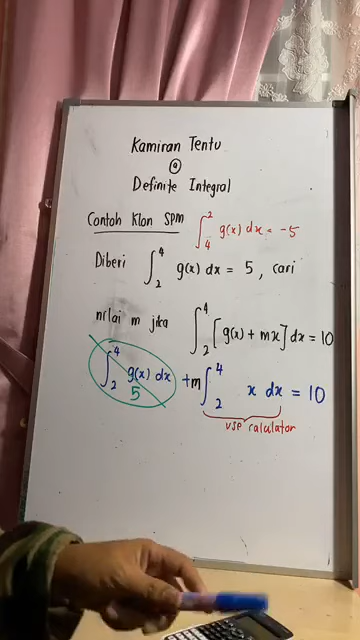 Kamiran Tentu
@
Definite Integral
Contoh Klon SPM ∫₄² g(x) dx = -5
Diberi ∫₂⁴ g(x) dx = 5, cari
nilai m jika ∫₂⁴ [g(x) + mx] dx = 10
∫₂⁴ g(x) dx + m ∫₂⁴ x dx = 10
5
use calculator